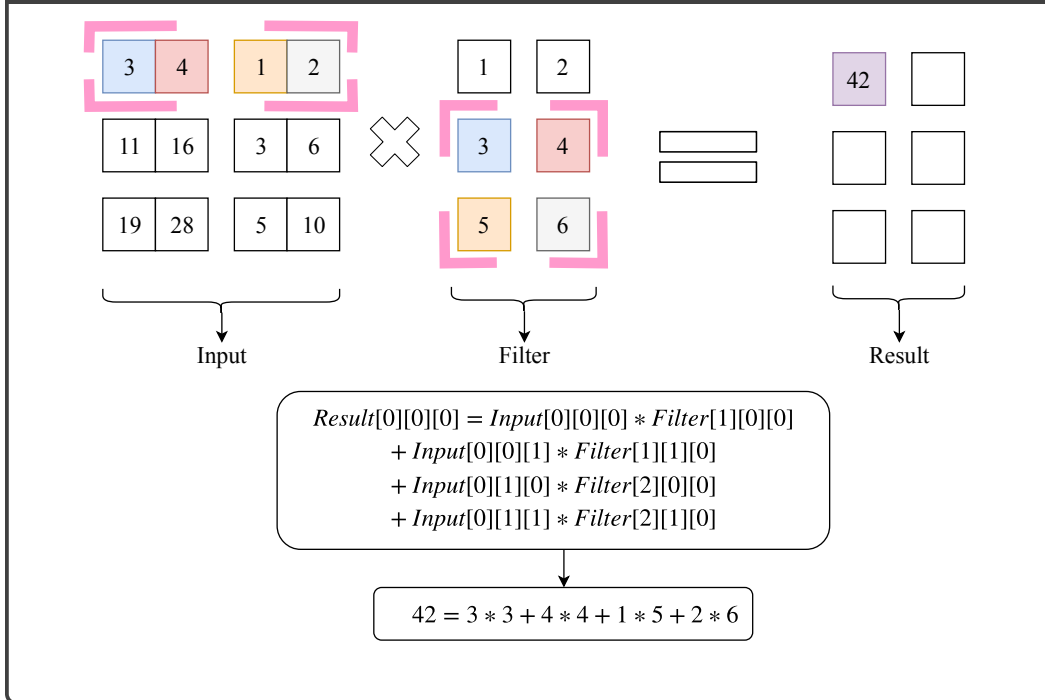 3 4 1 2 1 2 42
11 16 3 6 3 4
19 28 5 10 5 6
Input Filter Result
Result[0][0][0] = Input[0][0][0] ∗ Filter[1][0][0]
+ Input[0][0][1] ∗ Filter[1][1][0]
+ Input[0][1][0] ∗ Filter[2][0][0]
+ Input[0][1][1] ∗ Filter[2][1][0]
42 = 3 ∗ 3 + 4 ∗ 4 + 1 ∗ 5 + 2 ∗ 6